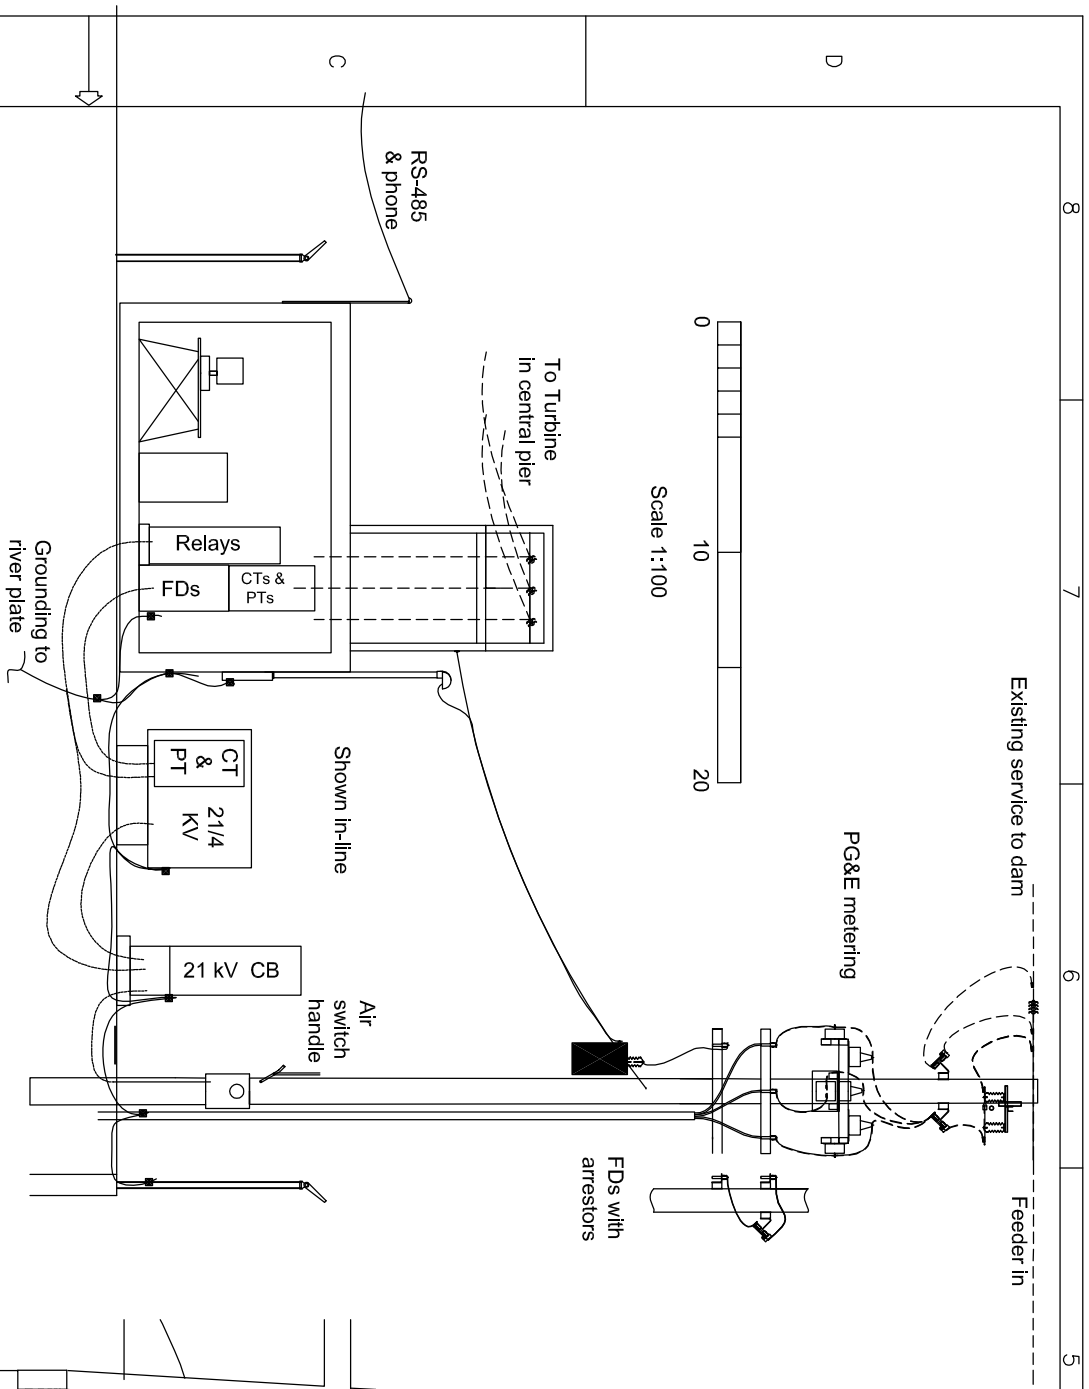 8
7
6
5
D
C
Existing service to dam
Feeder in
PG&E metering
0
10
20
Scale 1:100
To Turbine
in central pier
FDs with
arrestors
RS-485
& phone
Shown in-line
Air
switch
handle
Relays
FDs
CTs &
PTs
CT
&
PT
21/4
KV
21 kV CB
Grounding to
river plate